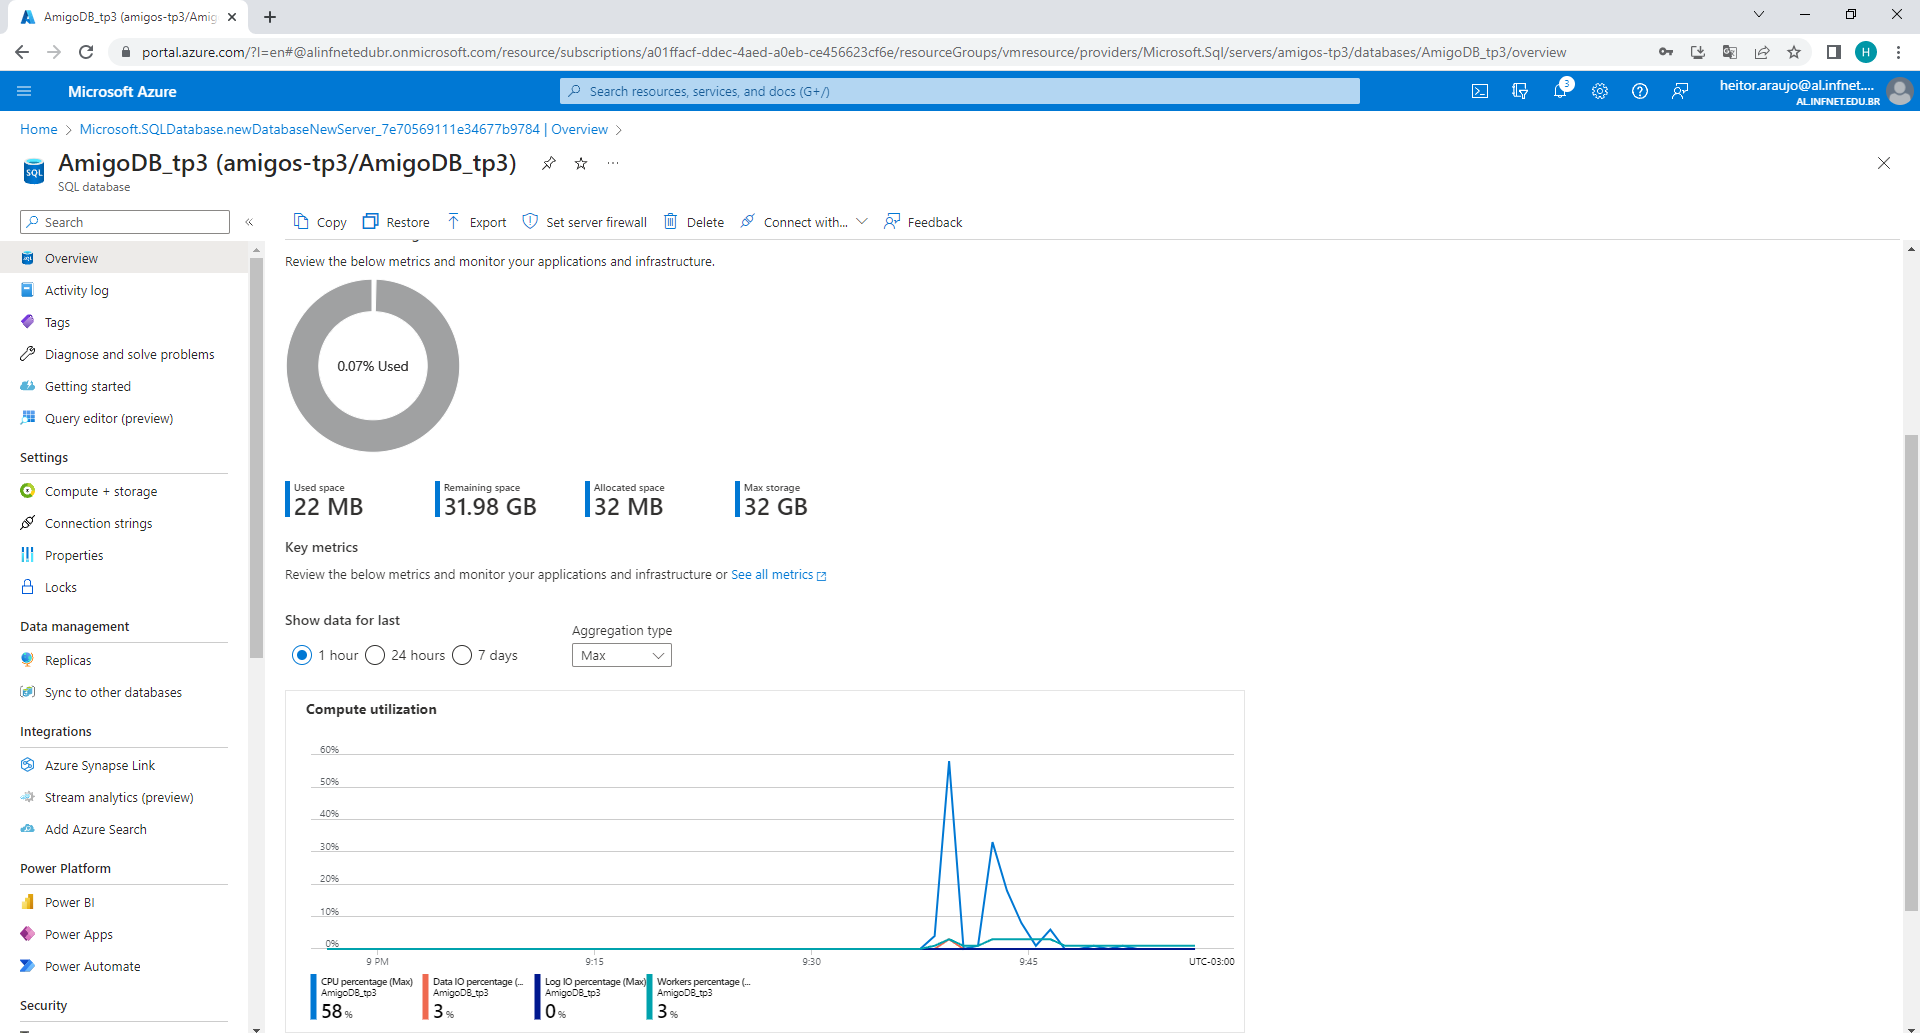 AmigoDB_tp3 (amigos-tp3/Amig
portal.azure.com/?l=en#@alinfnetedubr.onmicrosoft.com/resource/subscriptions/a01ffacf-ddec-4aed-a0eb-ce456623cf6e/resourceGroups/vmresource/providers/Microsoft.Sql/servers/amigos-tp3/databases/AmigoDB_tp3/overview
H
Microsoft Azure
Search resources, services, and docs (G+/)
3
heitor.araujo@al.infnet....
AL.INFNET.EDU.BR
Home > Microsoft.SQLDatabase.newDatabaseNewServer_7e70569111e34677b9784 | Overview >
SQL
AmigoDB_tp3 (amigos-tp3/AmigoDB_tp3)
...
SQL database
Search
«
Copy
Restore
Export
Set server firewall
Delete
Connect with...
Feedback
Overview
Activity log
Tags
Diagnose and solve problems
Getting started
Query editor (preview)
Settings
Compute + storage
Connection strings
Properties
Locks
Data management
Replicas
Sync to other databases
Integrations
Azure Synapse Link
Stream analytics (preview)
Add Azure Search
Power Platform
Power BI
Power Apps
Power Automate
Security
Review the below metrics and monitor your applications and infrastructure.
0.07% Used
Used space
22 MB
Remaining space
31.98 GB
Allocated space
32 MB
Max storage
32 GB
Key metrics
Review the below metrics and monitor your applications and infrastructure or See all metrics
Show data for last
1 hour
24 hours
7 days
Aggregation type
Max
Compute utilization
60%
50%
40%
30%
20%
10%
0%
9 PM
9:15
9:30
9:45
UTC-03:00
CPU percentage (Max)
AmigoDB_tp3
58 %
Data IO percentage (...
AmigoDB_tp3
3 %
Log IO percentage (Max)
AmigoDB_tp3
0 %
Workers percentage (...
AmigoDB_tp3
3 %